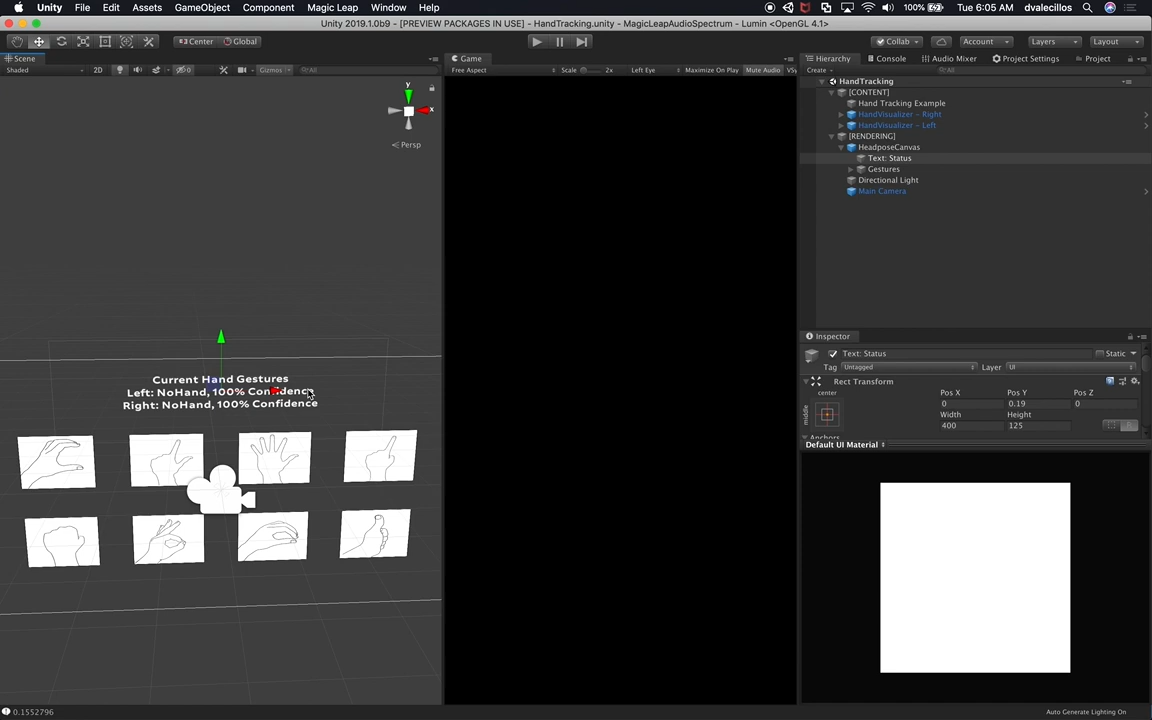 Unity File Edit Assets GameObject Component Magic Leap Window Help 100% Tue 6:05 AM dvalecillos
Unity 2019.1.0b9 - [PREVIEW PACKAGES IN USE] - HandTracking.unity - MagicLeapAudioSpectrum - Lumin <OpenGL 4.1>
Center Global Collab Account Layers Layout
Scene Game Hierarchy Console Audio Mixer Project Settings Project
Shaded 2D 0 Gizmos All Free Aspect Scale 2x Left Eye Maximize On Play Mute Audio VSy Create All
HandTracking
[CONTENT]
Hand Tracking Example
HandVisualizer - Right
HandVisualizer - Left
[RENDERING]
HeadposeCanvas
Text: Status
Gestures
Directional Light
Main Camera
y
x
Persp
Current Hand Gestures
Left: NoHand, 100% Confidence
Right: NoHand, 100% Confidence
Inspector
Text: Status Static
Tag Untagged Layer UI
Rect Transform
center Pos X Pos Y Pos Z
middle 0 0.19 0
Width Height
400 125 R
Anchors
Default UI Material
0.1552796 Auto Generate Lighting On